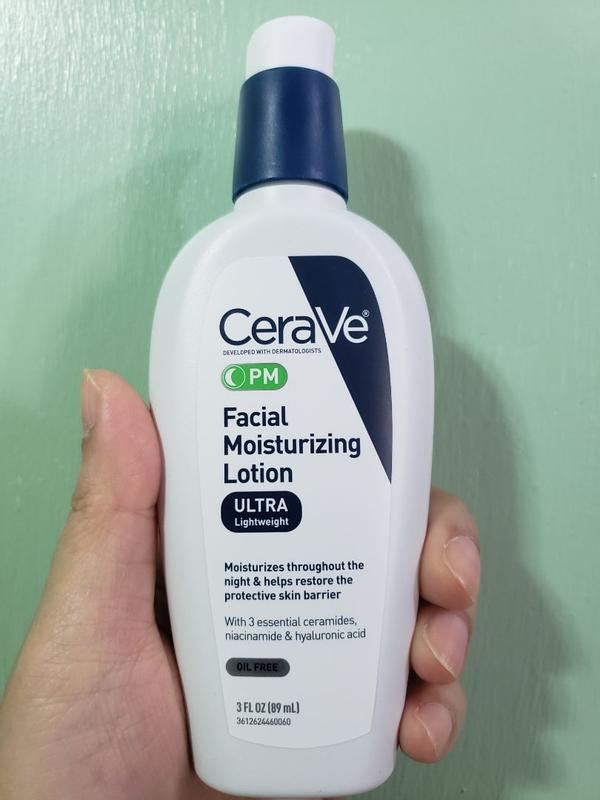 CeraVe®
DEVELOPED WITH DERMATOLOGISTS
PM
Facial
Moisturizing
Lotion
ULTRA
Lightweight
Moisturizes throughout the
night & helps restore the
protective skin barrier
With 3 essential ceramides,
niacinamide & hyaluronic acid
OIL FREE
3 FL OZ (89 mL)
3612624460060